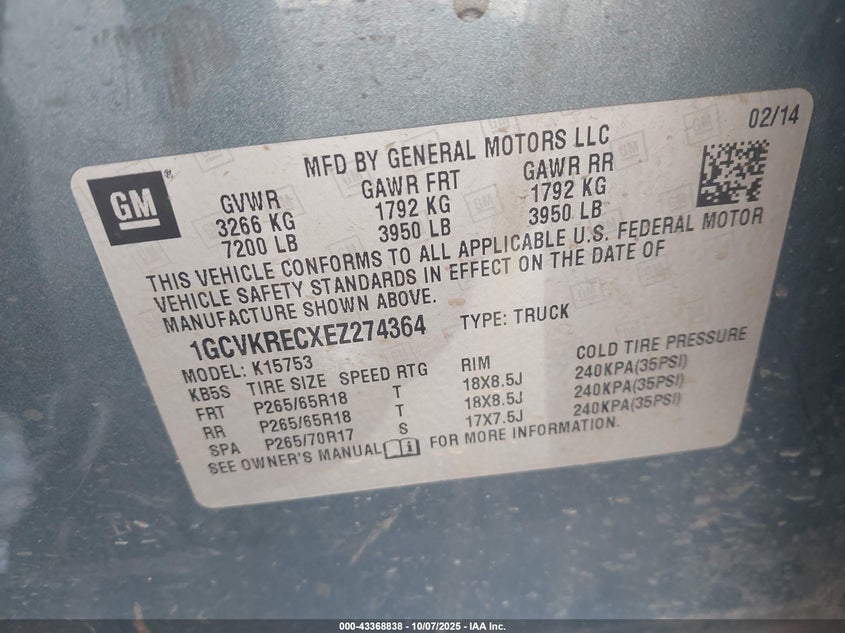 02/14
MFD BY GENERAL MOTORS LLC
GM®
GVWR GAWR FRT GAWR RR
3266 KG 1792 KG 1792 KG
7200 LB 3950 LB 3950 LB
THIS VEHICLE CONFORMS TO ALL APPLICABLE U.S. FEDERAL MOTOR
VEHICLE SAFETY STANDARDS IN EFFECT ON THE DATE OF
MANUFACTURE SHOWN ABOVE.
1GCVKRECXEZ274364 TYPE: TRUCK
MODEL: K15753
KB5S TIRE SIZE SPEED RTG RIM COLD TIRE PRESSURE
FRT P265/65R18 T 18X8.5J 240KPA(35PSI)
RR P265/65R18 T 18X8.5J 240KPA(35PSI)
SPA P265/70R17 S 17X7.5J 240KPA(35PSI)
SEE OWNER'S MANUAL FOR MORE INFORMATION.
000-43368838 - 10/07/2025 - IAA Inc.